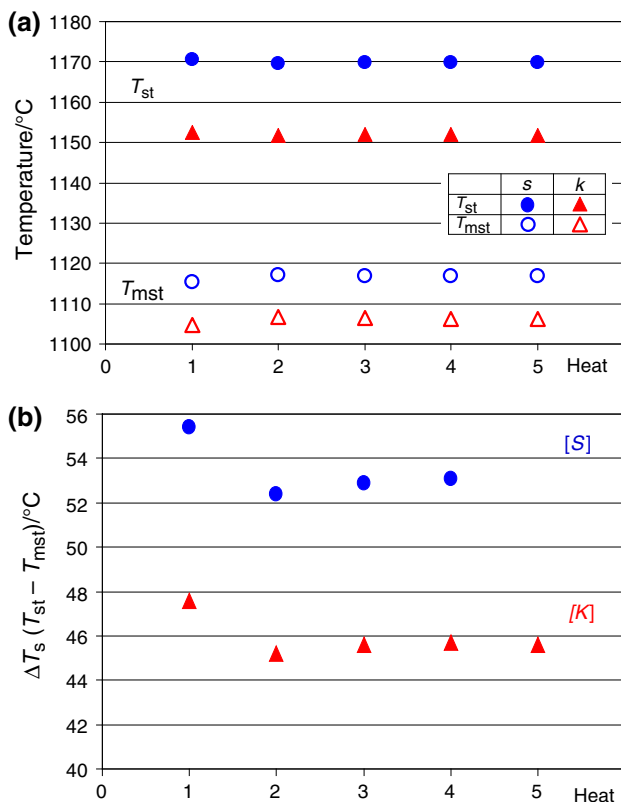 (a)
1180
1170
1160
1150
1140
1130
1120
1110
1100
Temperature/°C
Tst
Tmst
s k
Tst
Tmst
0 1 2 3 4 5 Heat
(b)
56
54
52
50
48
46
44
42
40
ΔTs (Tst – Tmst)/°C
[S]
[K]
0 1 2 3 4 5 Heat